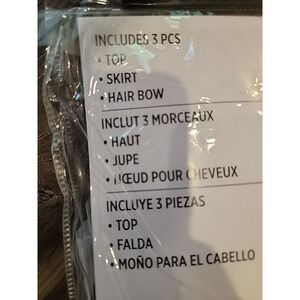 INCLUDES 3 PCS
• TOP
• SKIRT
• HAIR BOW
INCLUT 3 MORCEAUX
• HAUT
• JUPE
• NŒUD POUR CHEVEUX
INCLUYE 3 PIEZAS
• TOP
• FALDA
• MOÑO PARA EL CABELLO